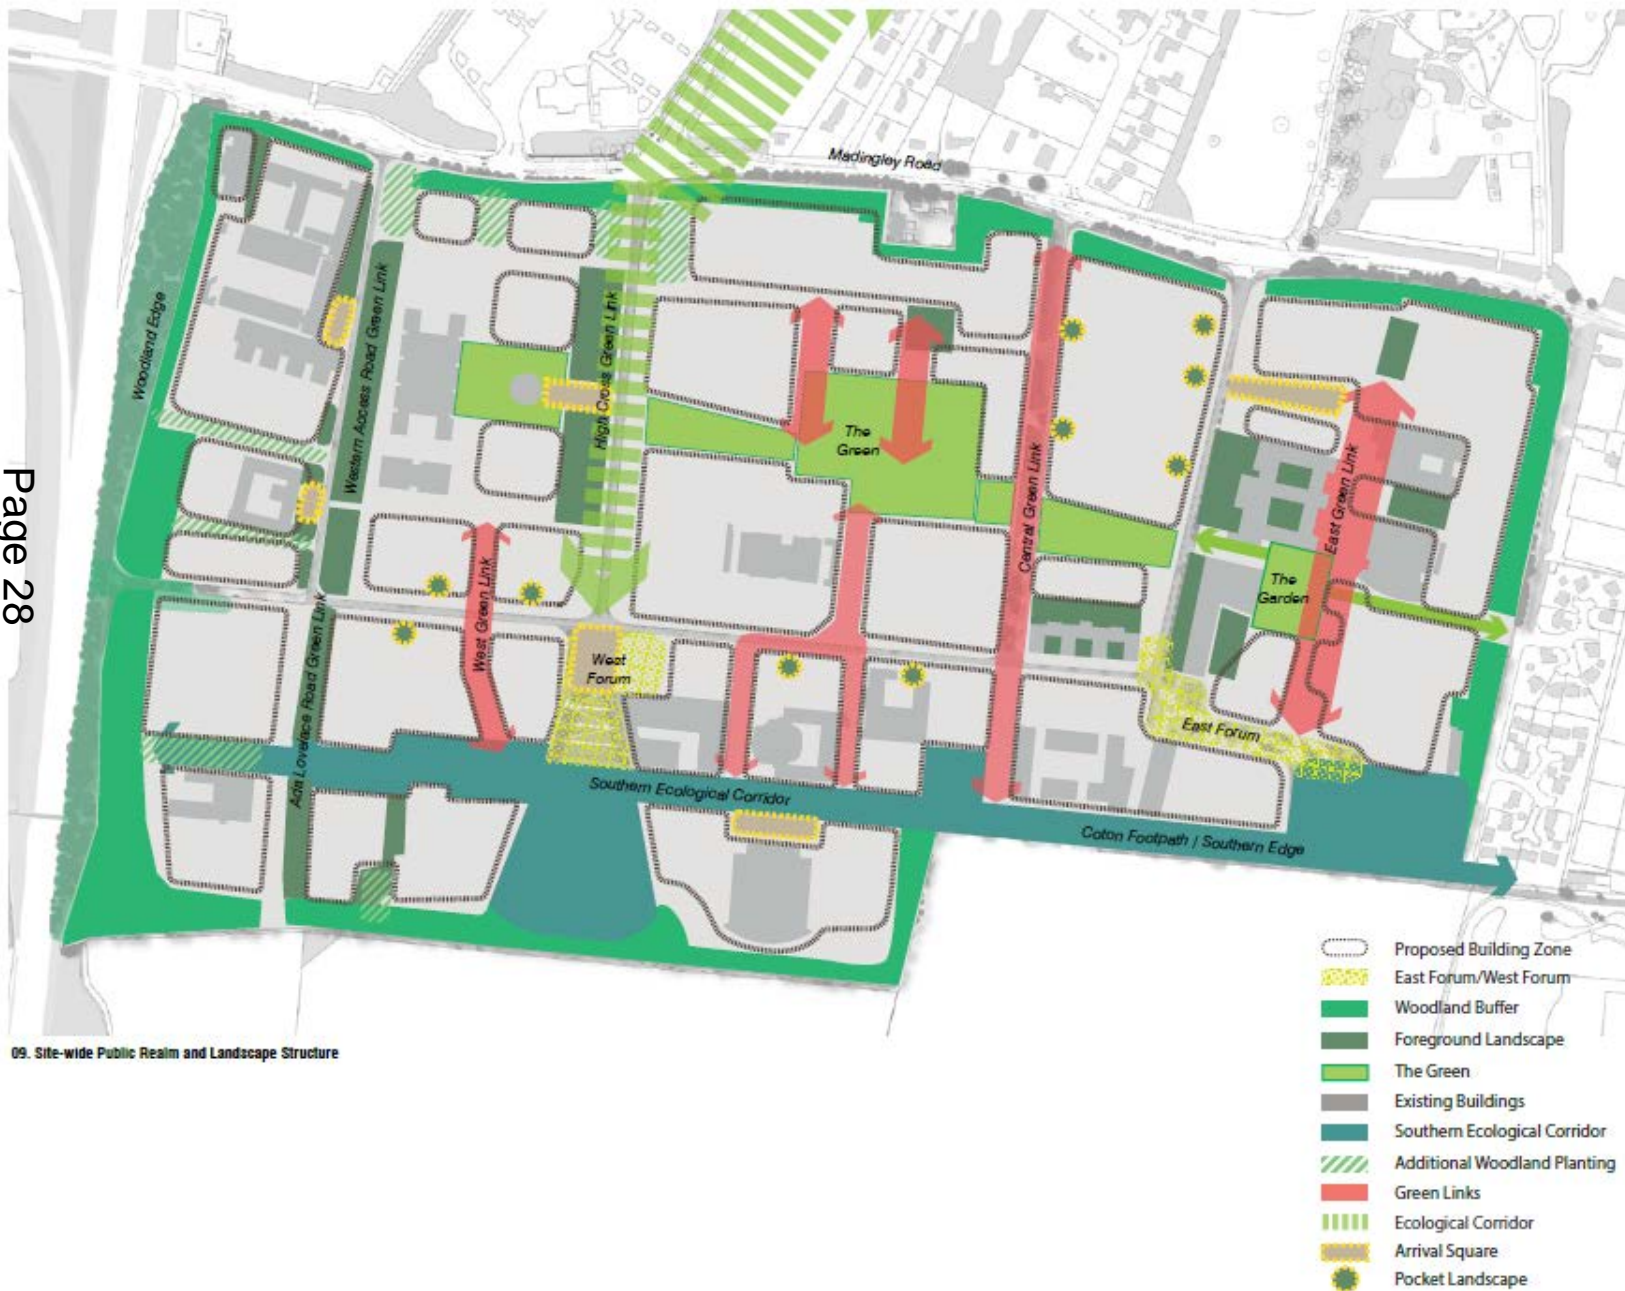 Page 28
Madingley Road
Woodland Edge
Western Access Road Green Link
High Cross Green Link
The
Green
Central Green Link
East Green Link
The
Garden
West Green Link
West
Forum
East Forum
Ada Lovelace Road Green Link
Southern Ecological Corridor
Coton Footpath / Southern Edge
09. Site-wide Public Realm and Landscape Structure
Proposed Building Zone
East Forum/West Forum
Woodland Buffer
Foreground Landscape
The Green
Existing Buildings
Southern Ecological Corridor
Additional Woodland Planting
Green Links
Ecological Corridor
Arrival Square
Pocket Landscape